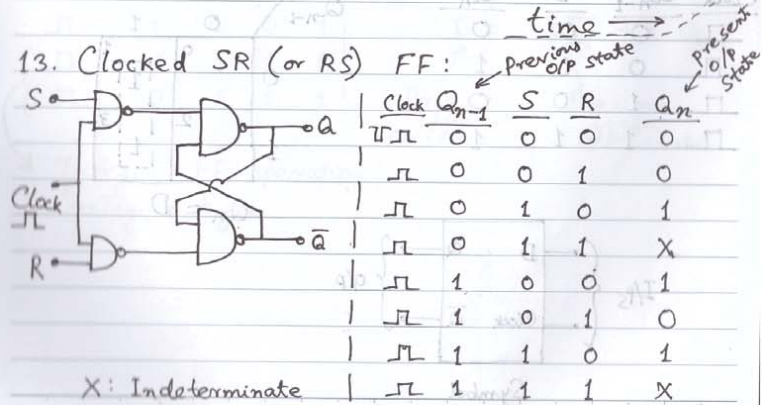 time →
13. Clocked SR (or RS) FF :
Previous O/P state
Present O/P state
S
Clock
R
Q
Q̅
Clock Qn-1 S R Qn
0 0 0 0
0 0 1 0
0 1 0 1
0 1 1 X
1 0 0 1
1 0 1 0
1 1 0 1
1 1 1 X
X : Indeterminate